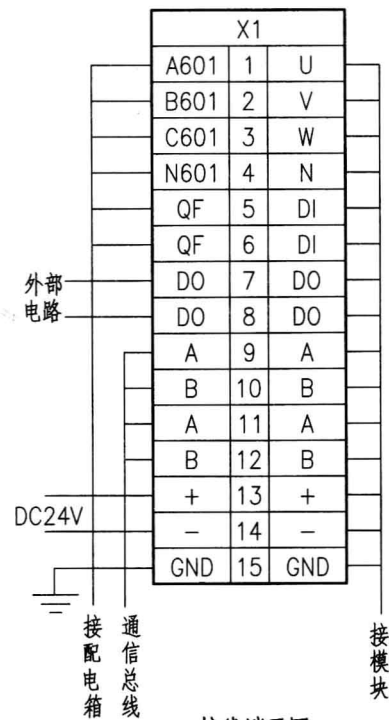 X1
A601 1 U
B601 2 V
C601 3 W
N601 4 N
QF 5 DI
QF 6 DI
外部电路
DO 7 DO
DO 8 DO
A 9 A
B 10 B
A 11 A
B 12 B
DC24V
+ 13 +
- 14 -
GND 15 GND
接配电箱
通信总线
接模块